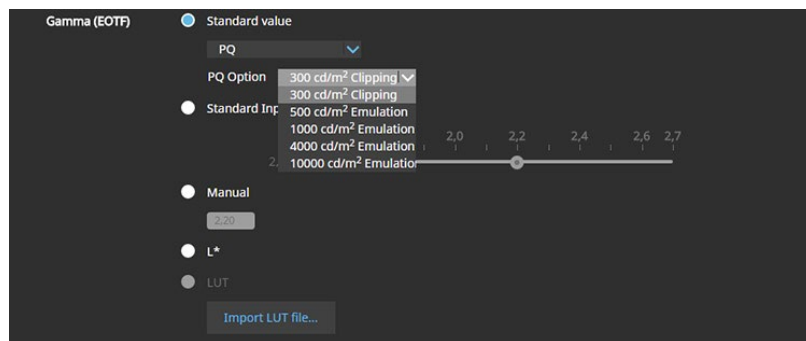 Gamma (EOTF)
Standard value
PQ
PQ Option
300 cd/m² Clipping
300 cd/m² Clipping
500 cd/m² Emulation
1000 cd/m² Emulation
4000 cd/m² Emulation
10000 cd/m² Emulatio
Standard Inp
2,0 2,2 2,4 2,6 2,7
2,
Manual
2,20
L*
LUT
Import LUT file...